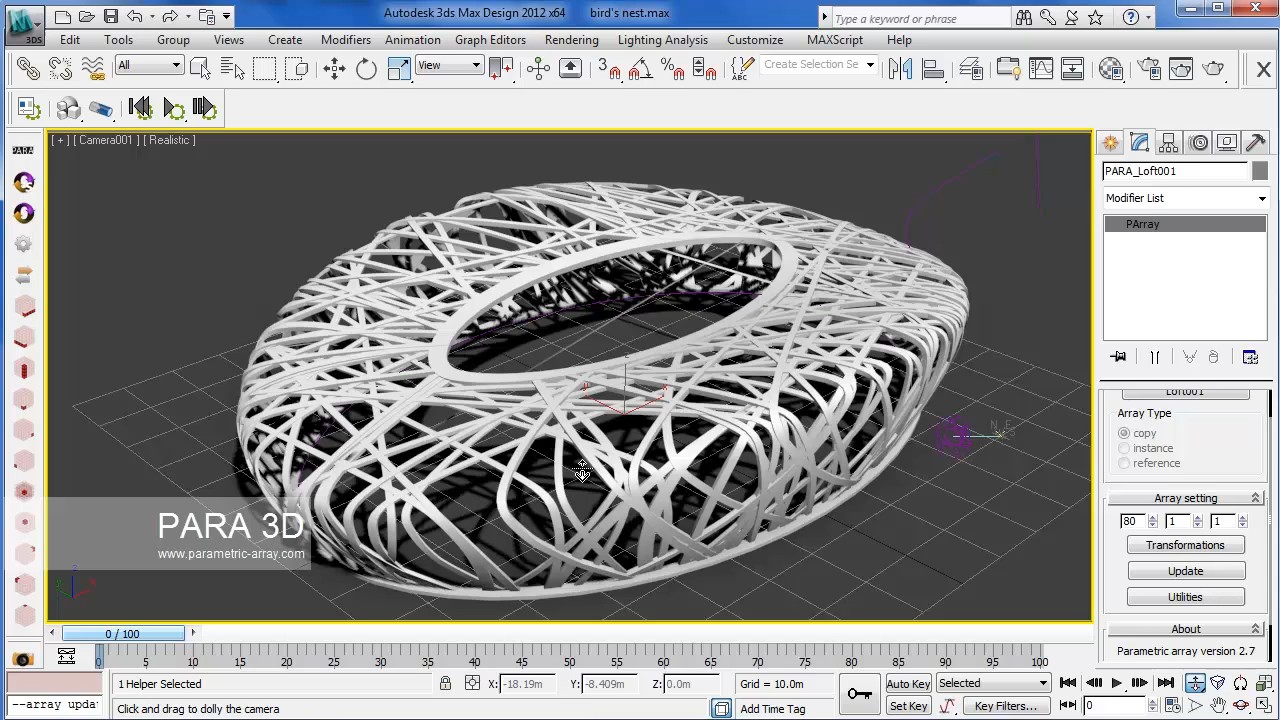 Autodesk 3ds Max Design 2012 x64 bird's nest.max
Type a keyword or phrase
3DS
Edit Tools Group Views Create Modifiers Animation Graph Editors Rendering Lighting Analysis Customize MAXScript Help
All View 3 ABC Create Selection Se
[ + ] [ Camera001 ] [ Realistic ]
PARA
PARA_Loft001
Modifier List
PArray
Loft001
Array Type
copy
instance
reference
Array setting
80 1 1
Transformations
Update
Utilities
About
Parametric array version 2.7
PARA 3D
www.parametric-array.com
0 / 100
0 5 10 15 20 25 30 35 40 45 50 55 60 65 70 75 80 85 90 95 100
1 Helper Selected X: -18.19m Y: -8.409m Z: 0.0m Grid = 10.0m Auto Key Selected
--array upda Click and drag to dolly the camera Add Time Tag Set Key Key Filters... 0